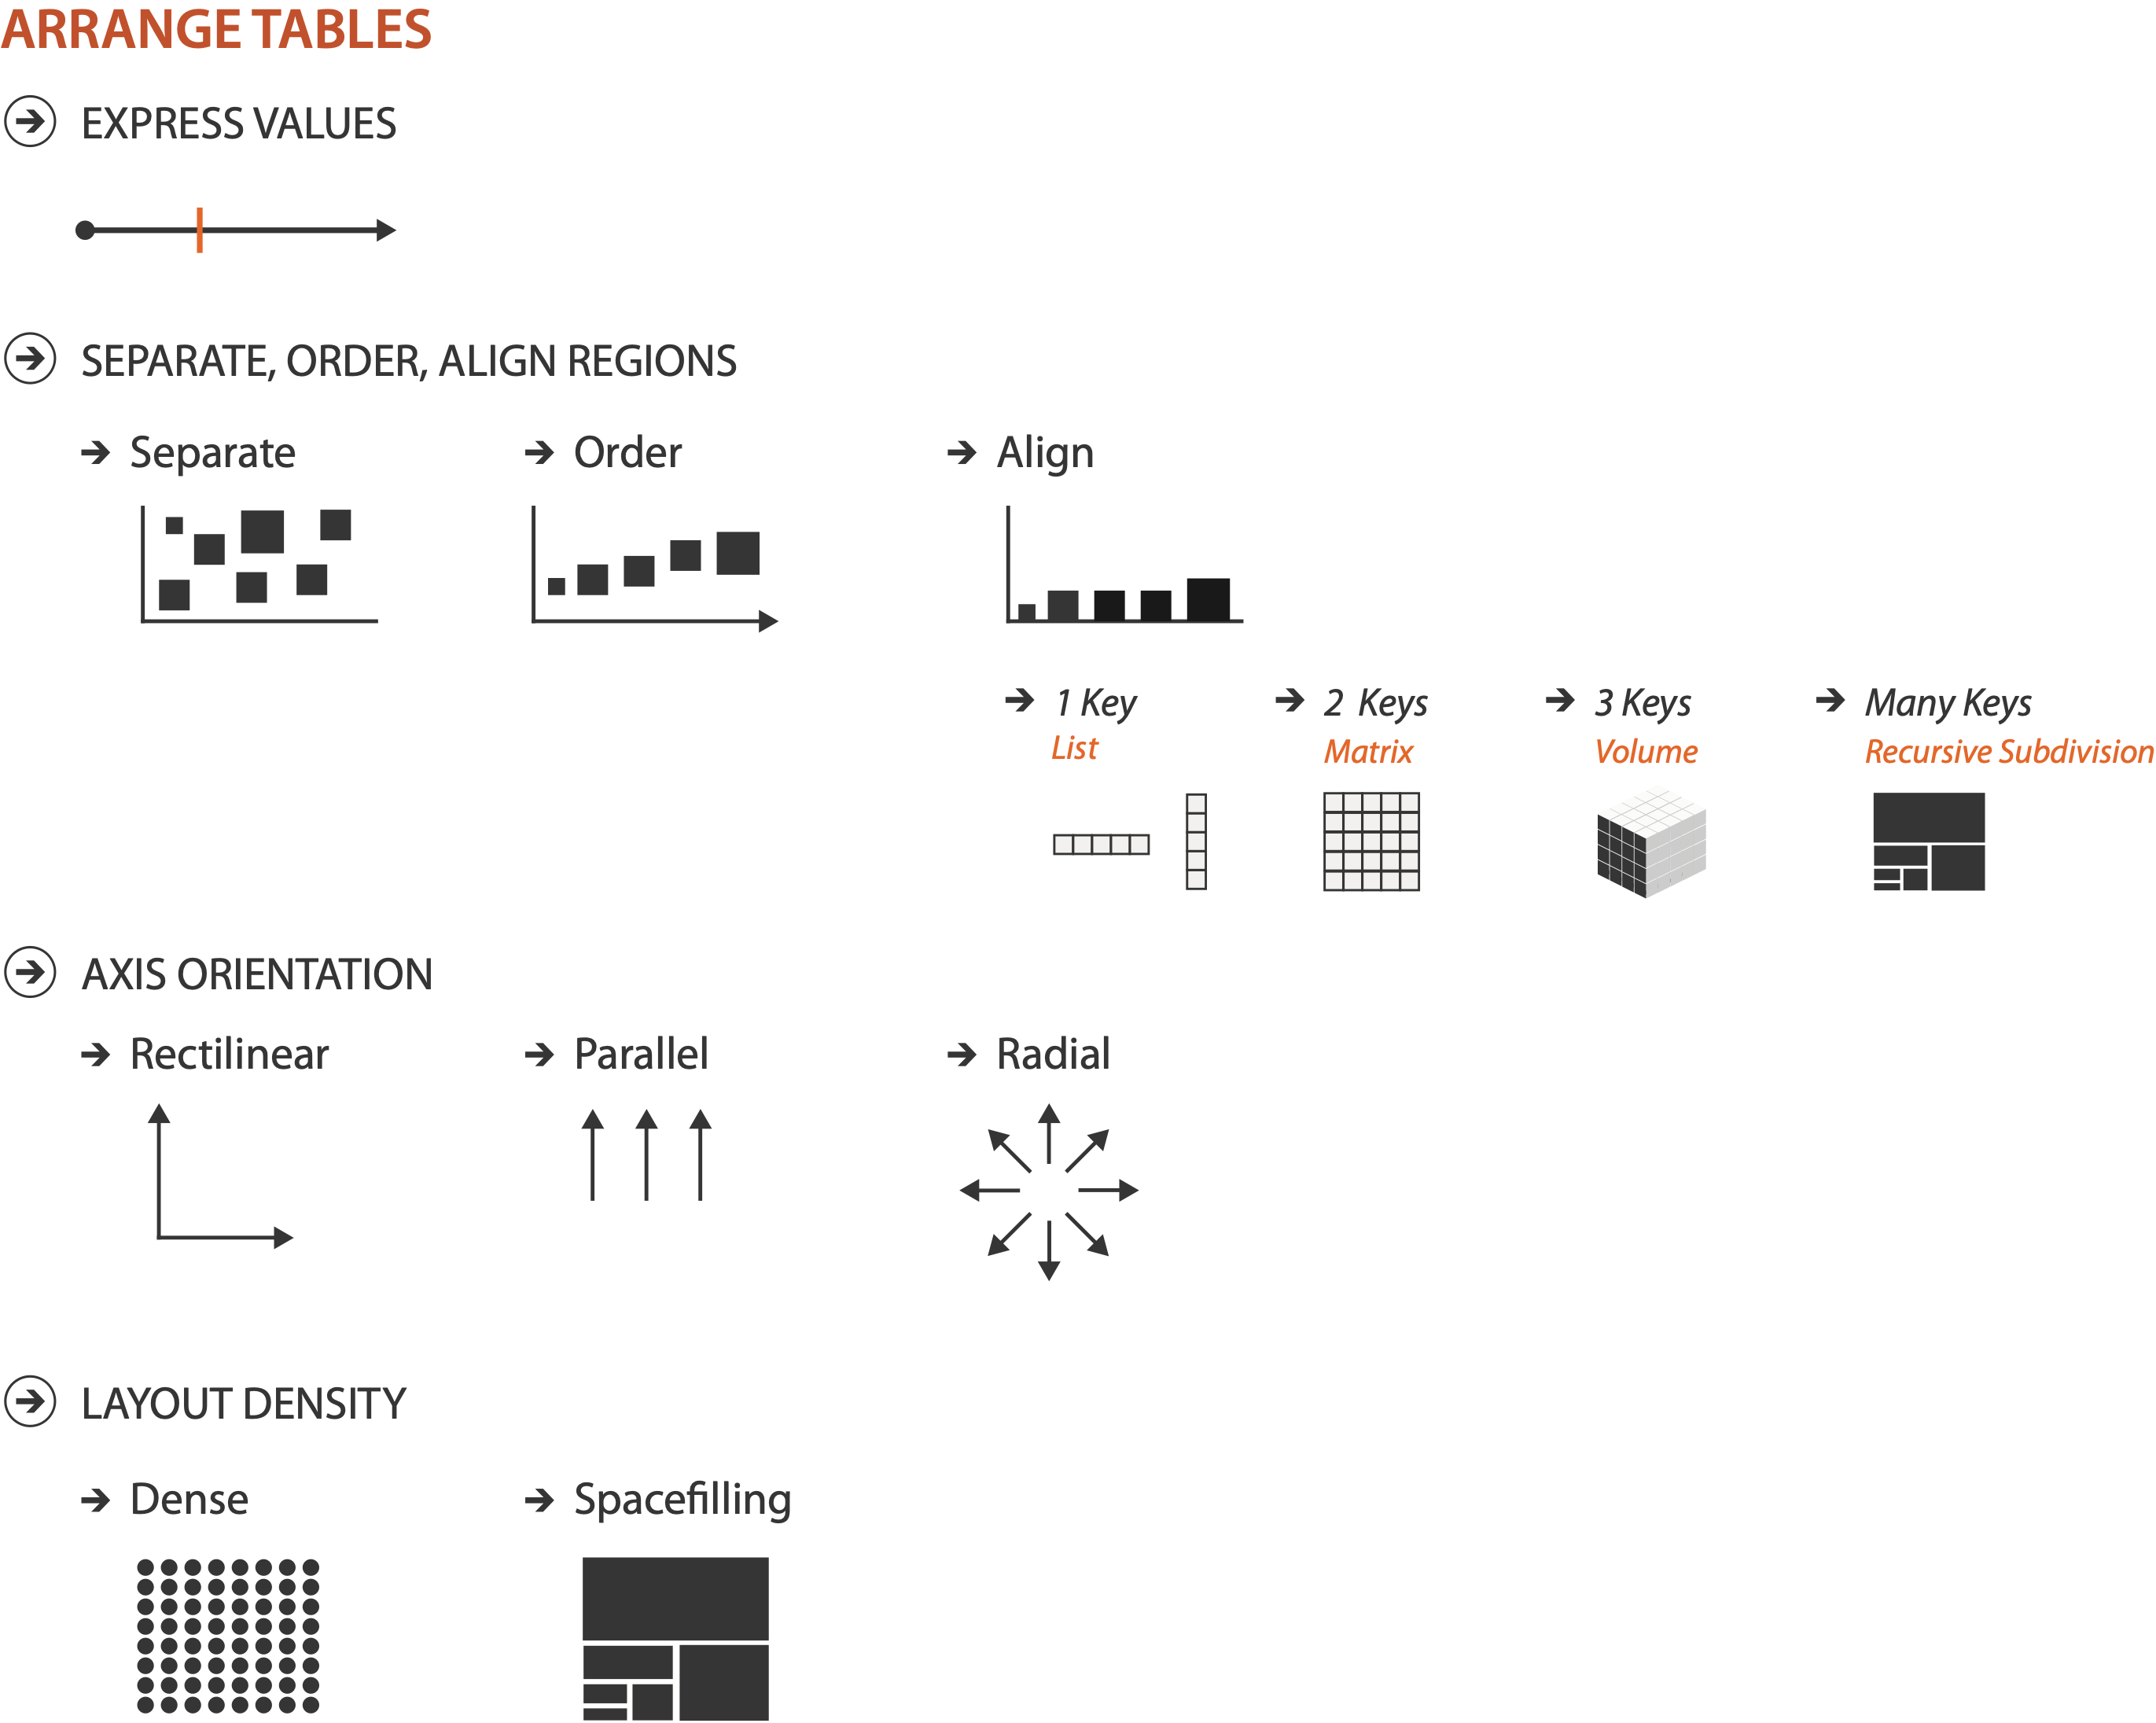 ARRANGE TABLES
EXPRESS VALUES
SEPARATE, ORDER, ALIGN REGIONS
Separate
Order
Align
1 Key
List
2 Keys
Matrix
3 Keys
Volume
Many Keys
Recursive Subdivision
AXIS ORIENTATION
Rectilinear
Parallel
Radial
LAYOUT DENSITY
Dense
Spacefilling